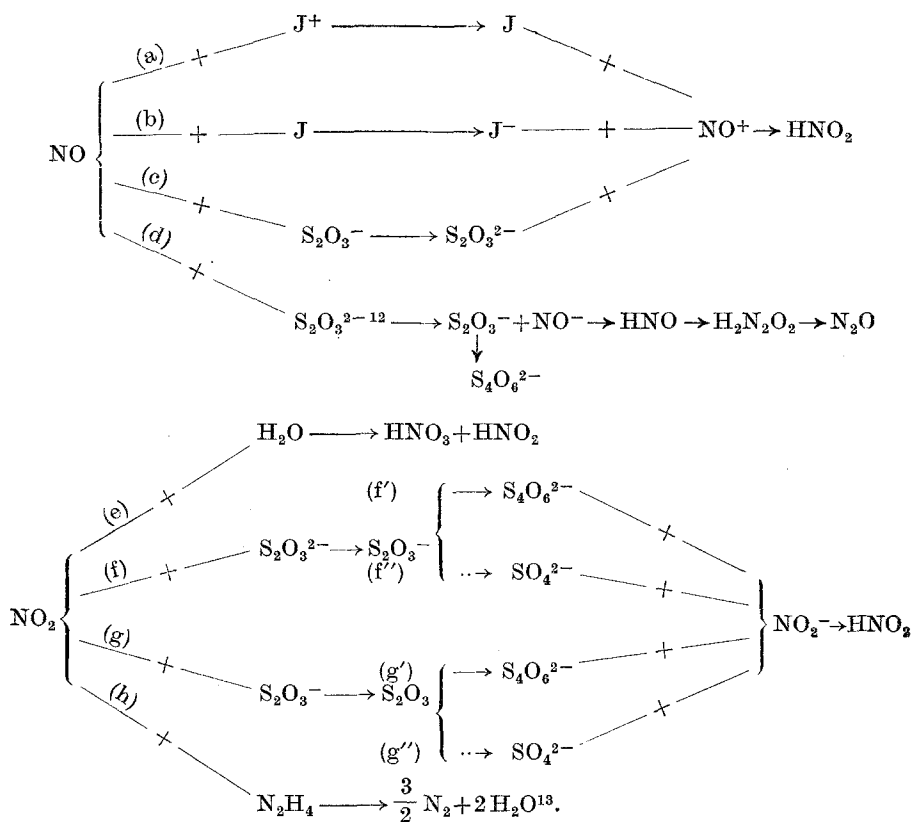 (a) + J⁺ ⟶ J +
NO { (b) + J ⟶ J⁻ + NO⁺ → HNO₂
(c) + S₂O₃⁻ ⟶ S₂O₃²⁻ +
(d) + S₂O₃²⁻ ¹² ⟶ S₂O₃⁻ + NO⁻ → HNO → H₂N₂O₂ → N₂O
↓
S₄O₆²⁻
(e) + H₂O ⟶ HNO₃ + HNO₂
(f′) { → S₄O₆²⁻ +
NO₂ { (f) + S₂O₃²⁻ → S₂O₃⁻
(f″) ··→ SO₄²⁻ +
} NO₂⁻ → HNO₂
(g) + S₂O₃⁻ → S₂O₃
(g′) { → S₄O₆²⁻ +
(g″) ··→ SO₄²⁻ +
(h) + N₂H₄ ⟶ 3/2 N₂ + 2 H₂O¹³.